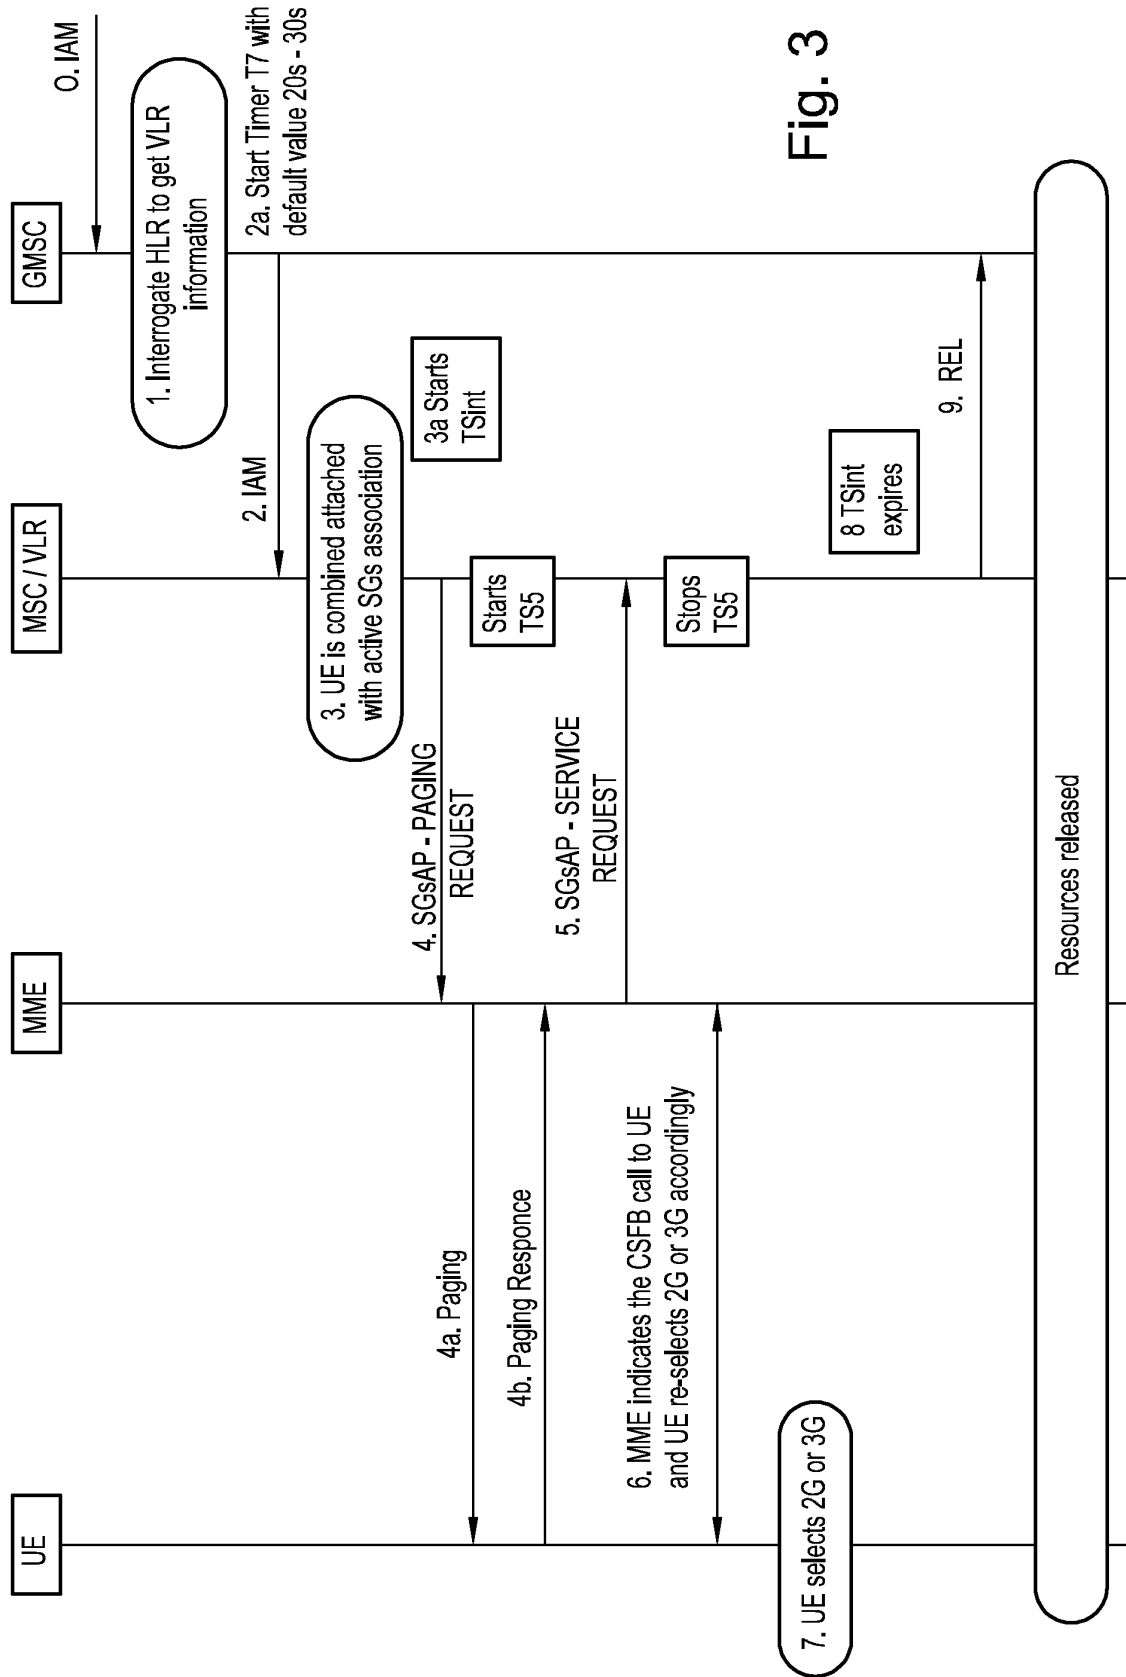 UE
MME
MSC / VLR
GMSC
0. IAM
1. Interrogate HLR to get VLR
information
2a. Start Timer T7 with
default value 20s - 30s
2. IAM
3. UE is combined attached
with active SGs association
3a Starts
TSint
4. SGsAP - PAGING
REQUEST
Starts
TS5
4a. Paging
4b. Paging Responce
5. SGsAP - SERVICE
REQUEST
Stops
TS5
6. MME indicates the CSFB call to UE
and UE re-selects 2G or 3G accordingly
7. UE selects 2G or 3G
8 TSint
expires
9. REL
Resources released
Fig. 3